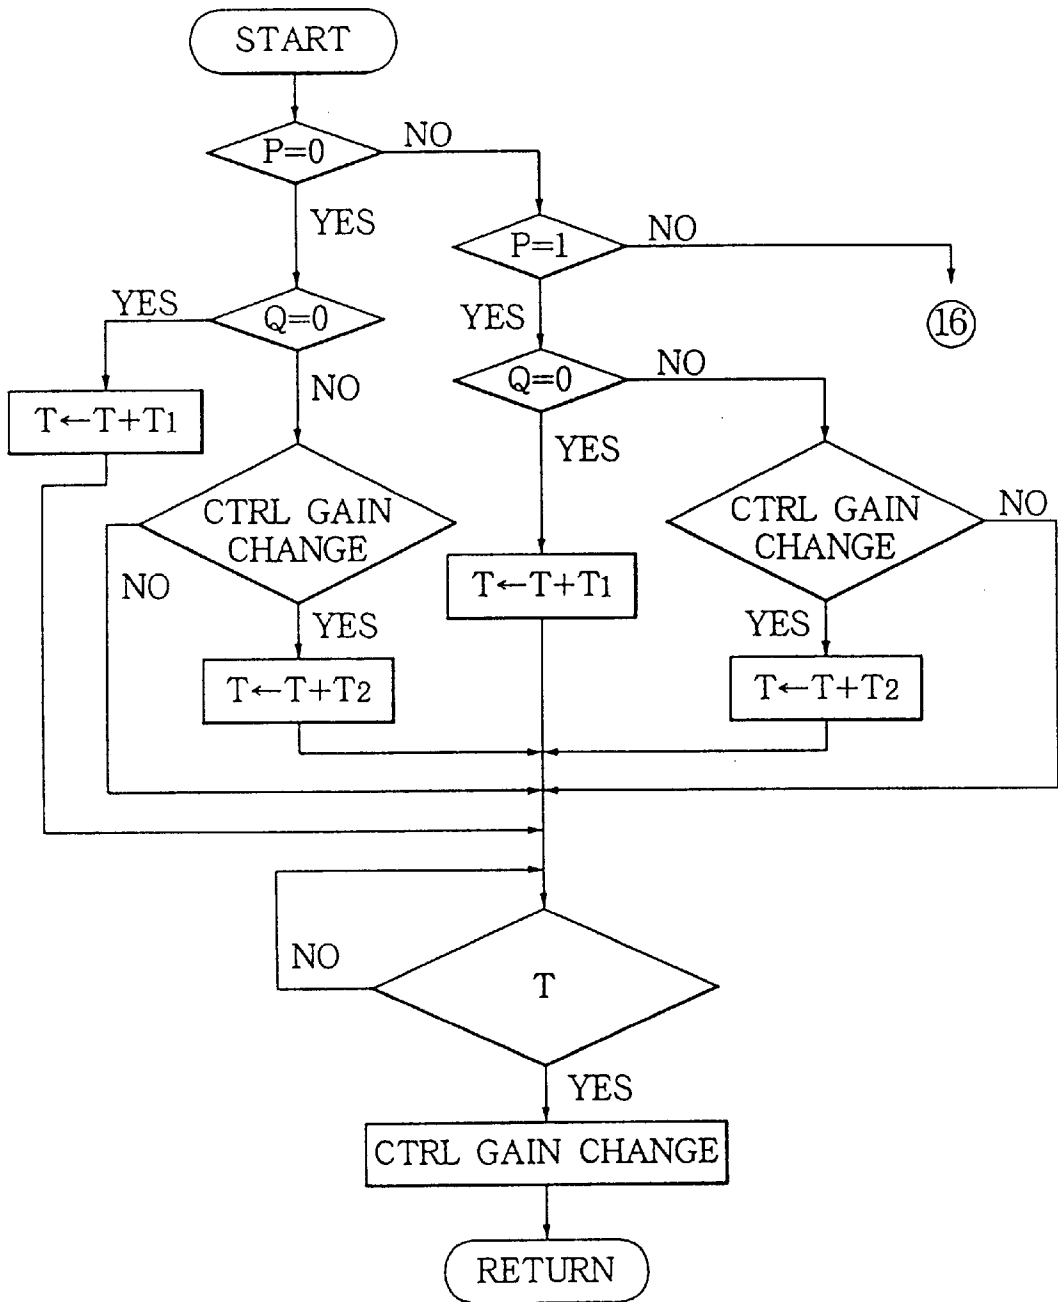 START
P=0
NO
YES
P=1
NO
YES
Q=0
YES
Q=0
NO
NO
T←T+T1
YES
CTRL GAIN
CHANGE
CTRL GAIN
CHANGE
NO
NO
T←T+T1
YES
YES
T←T+T2
T←T+T2
NO
T
YES
CTRL GAIN CHANGE
RETURN
16